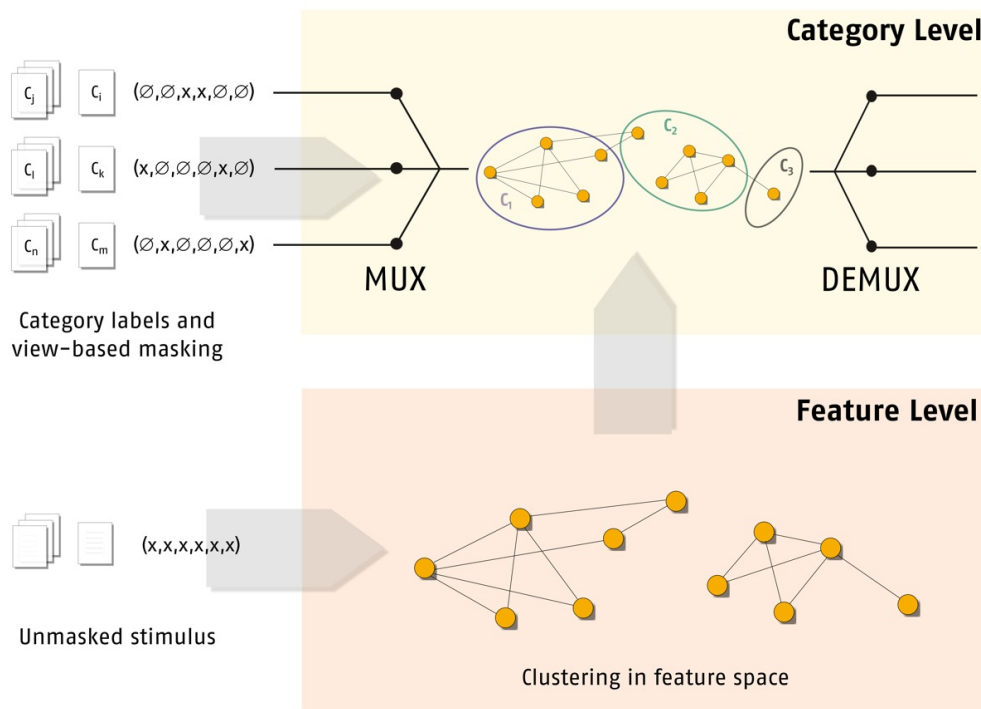 Category Level
Cj Ci (∅,∅,x,x,∅,∅)
Cl Ck (x,∅,∅,∅,x,∅)
Cn Cm (∅,x,∅,∅,∅,x)
C1
C2
C3
MUX
DEMUX
Category labels and
view-based masking
Feature Level
(x,x,x,x,x,x)
Unmasked stimulus
Clustering in feature space